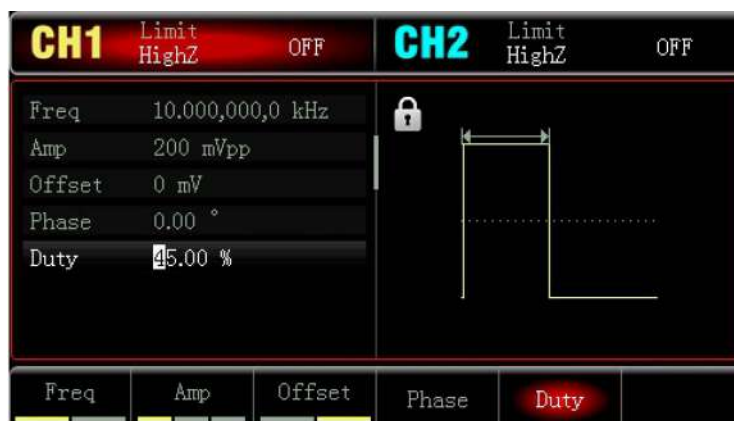 CH1 Limit HighZ OFF CH2 Limit HighZ OFF
Freq 10.000,000,0 kHz
Amp 200 mVpp
Offset 0 mV
Phase 0.00 °
Duty 45.00 %
Freq Amp Offset Phase Duty